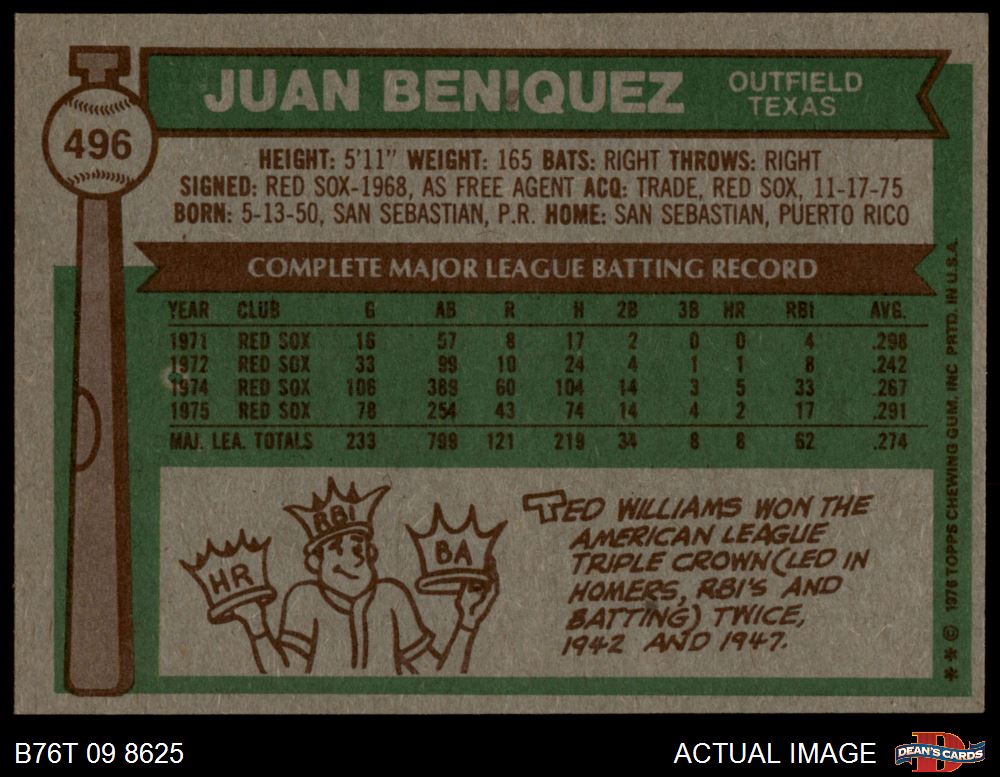 JUAN BENIQUEZ
OUTFIELD
TEXAS
496
HEIGHT: 5'11" WEIGHT: 165 BATS: RIGHT THROWS: RIGHT
SIGNED: RED SOX-1968, AS FREE AGENT ACQ: TRADE, RED SOX, 11-17-75
BORN: 5-13-50, SAN SEBASTIAN, P.R. HOME: SAN SEBASTIAN, PUERTO RICO
COMPLETE MAJOR LEAGUE BATTING RECORD
YEAR CLUB G AB R H 2B 3B HR RBI AVG.
1971 RED SOX 16 57 8 17 2 0 0 4 .298
1972 RED SOX 33 99 10 24 4 1 1 8 .242
1974 RED SOX 106 389 60 104 14 3 5 33 .267
1975 RED SOX 78 254 43 74 14 4 2 17 .291
MAJ. LEA. TOTALS 233 799 121 219 34 8 8 62 .274
HR
RBI
BA
TED WILLIAMS WON THE
AMERICAN LEAGUE
TRIPLE CROWN (LED IN
HOMERS, RBI'S AND
BATTING) TWICE,
1942 AND 1947.
** © 1976 TOPPS CHEWING GUM, INC PRTD. IN U.S.A.
B76T 09 8625
ACTUAL IMAGE
D
DEAN'S CARDS